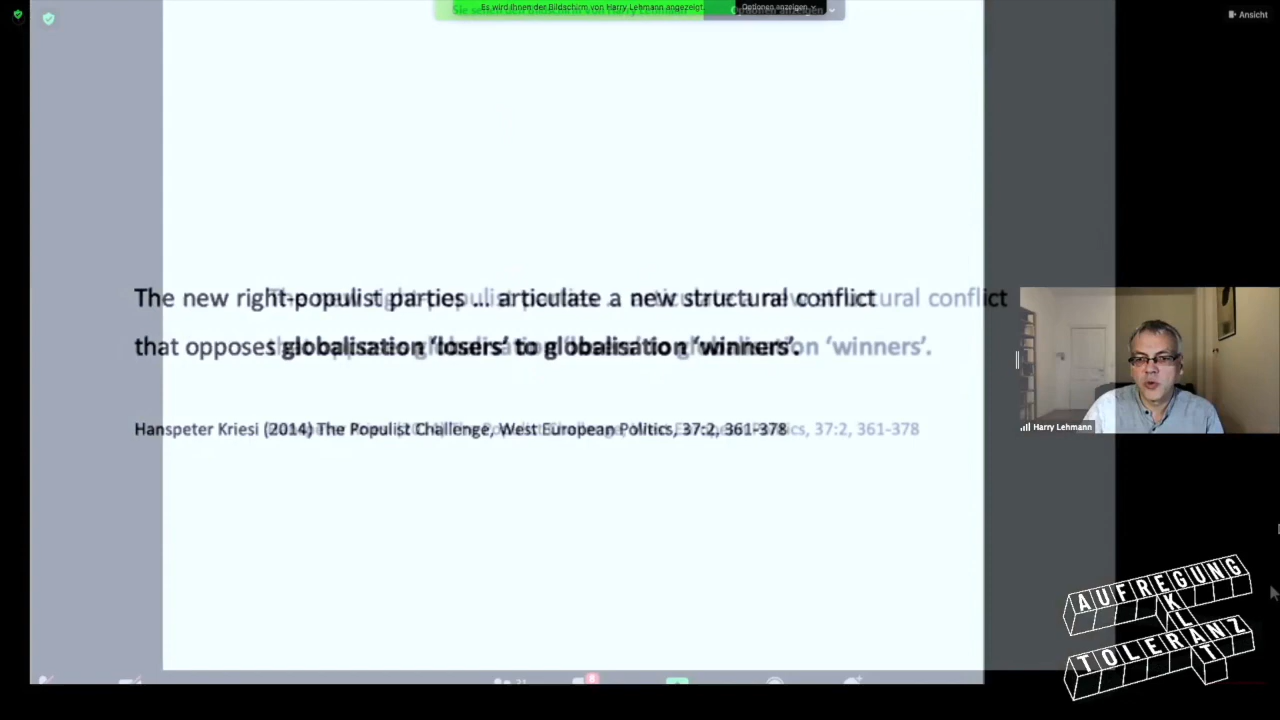 Es wird Ihnen der Bildschirm von Harry Lehmann angezeigt.
Optionen anzeigen
Ansicht
The new right-populist parties ... articulate a new structural conflict
that opposes globalisation ‘losers’ to globalisation ‘winners’.
Hanspeter Kriesi (2014) The Populist Challenge, West European Politics, 37:2, 361-378
Harry Lehmann
AUFREGUNG
EKLAT
TOLERANZ